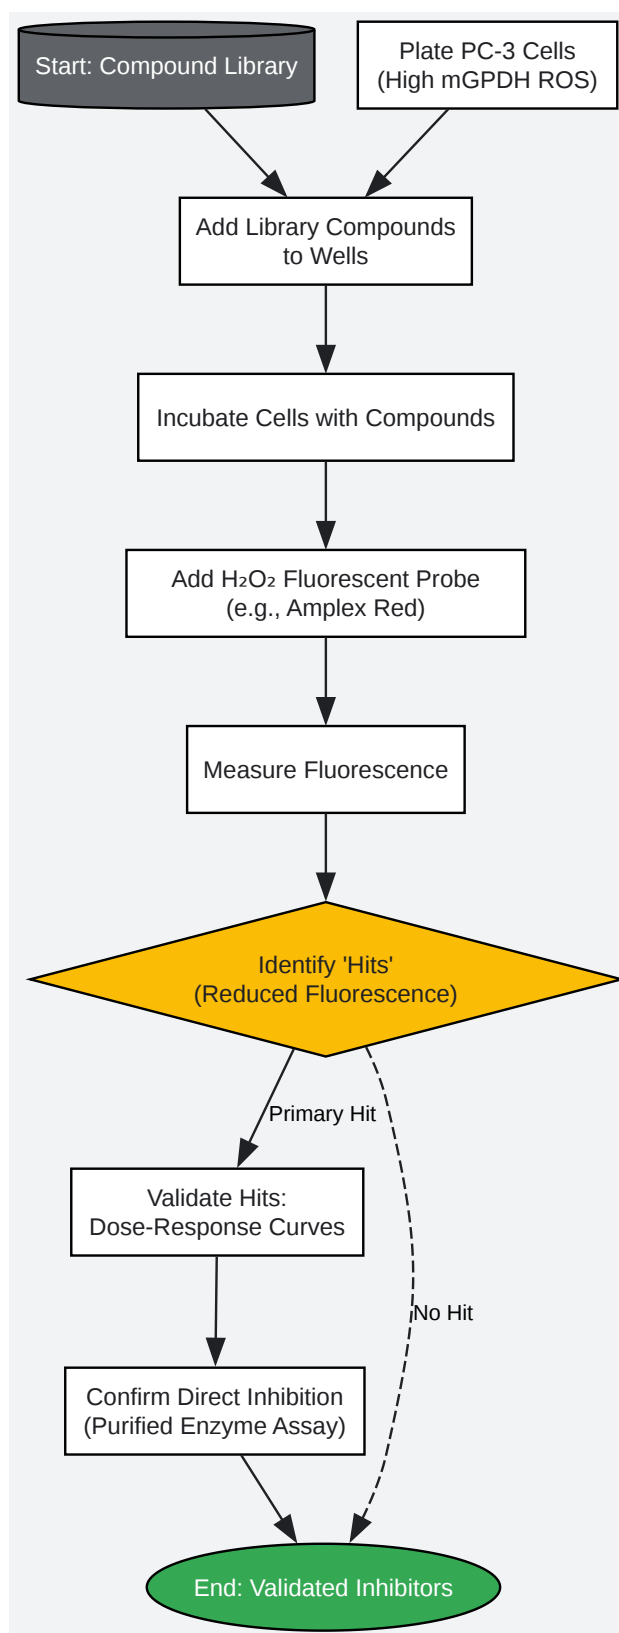 Start: Compound Library
Plate PC-3 Cells
(High mGPDH ROS)
Add Library Compounds
to Wells
Incubate Cells with Compounds
Add H₂O₂ Fluorescent Probe
(e.g., Amplex Red)
Measure Fluorescence
Identify 'Hits'
(Reduced Fluorescence)
Primary Hit
Validate Hits:
Dose-Response Curves
No Hit
Confirm Direct Inhibition
(Purified Enzyme Assay)
End: Validated Inhibitors